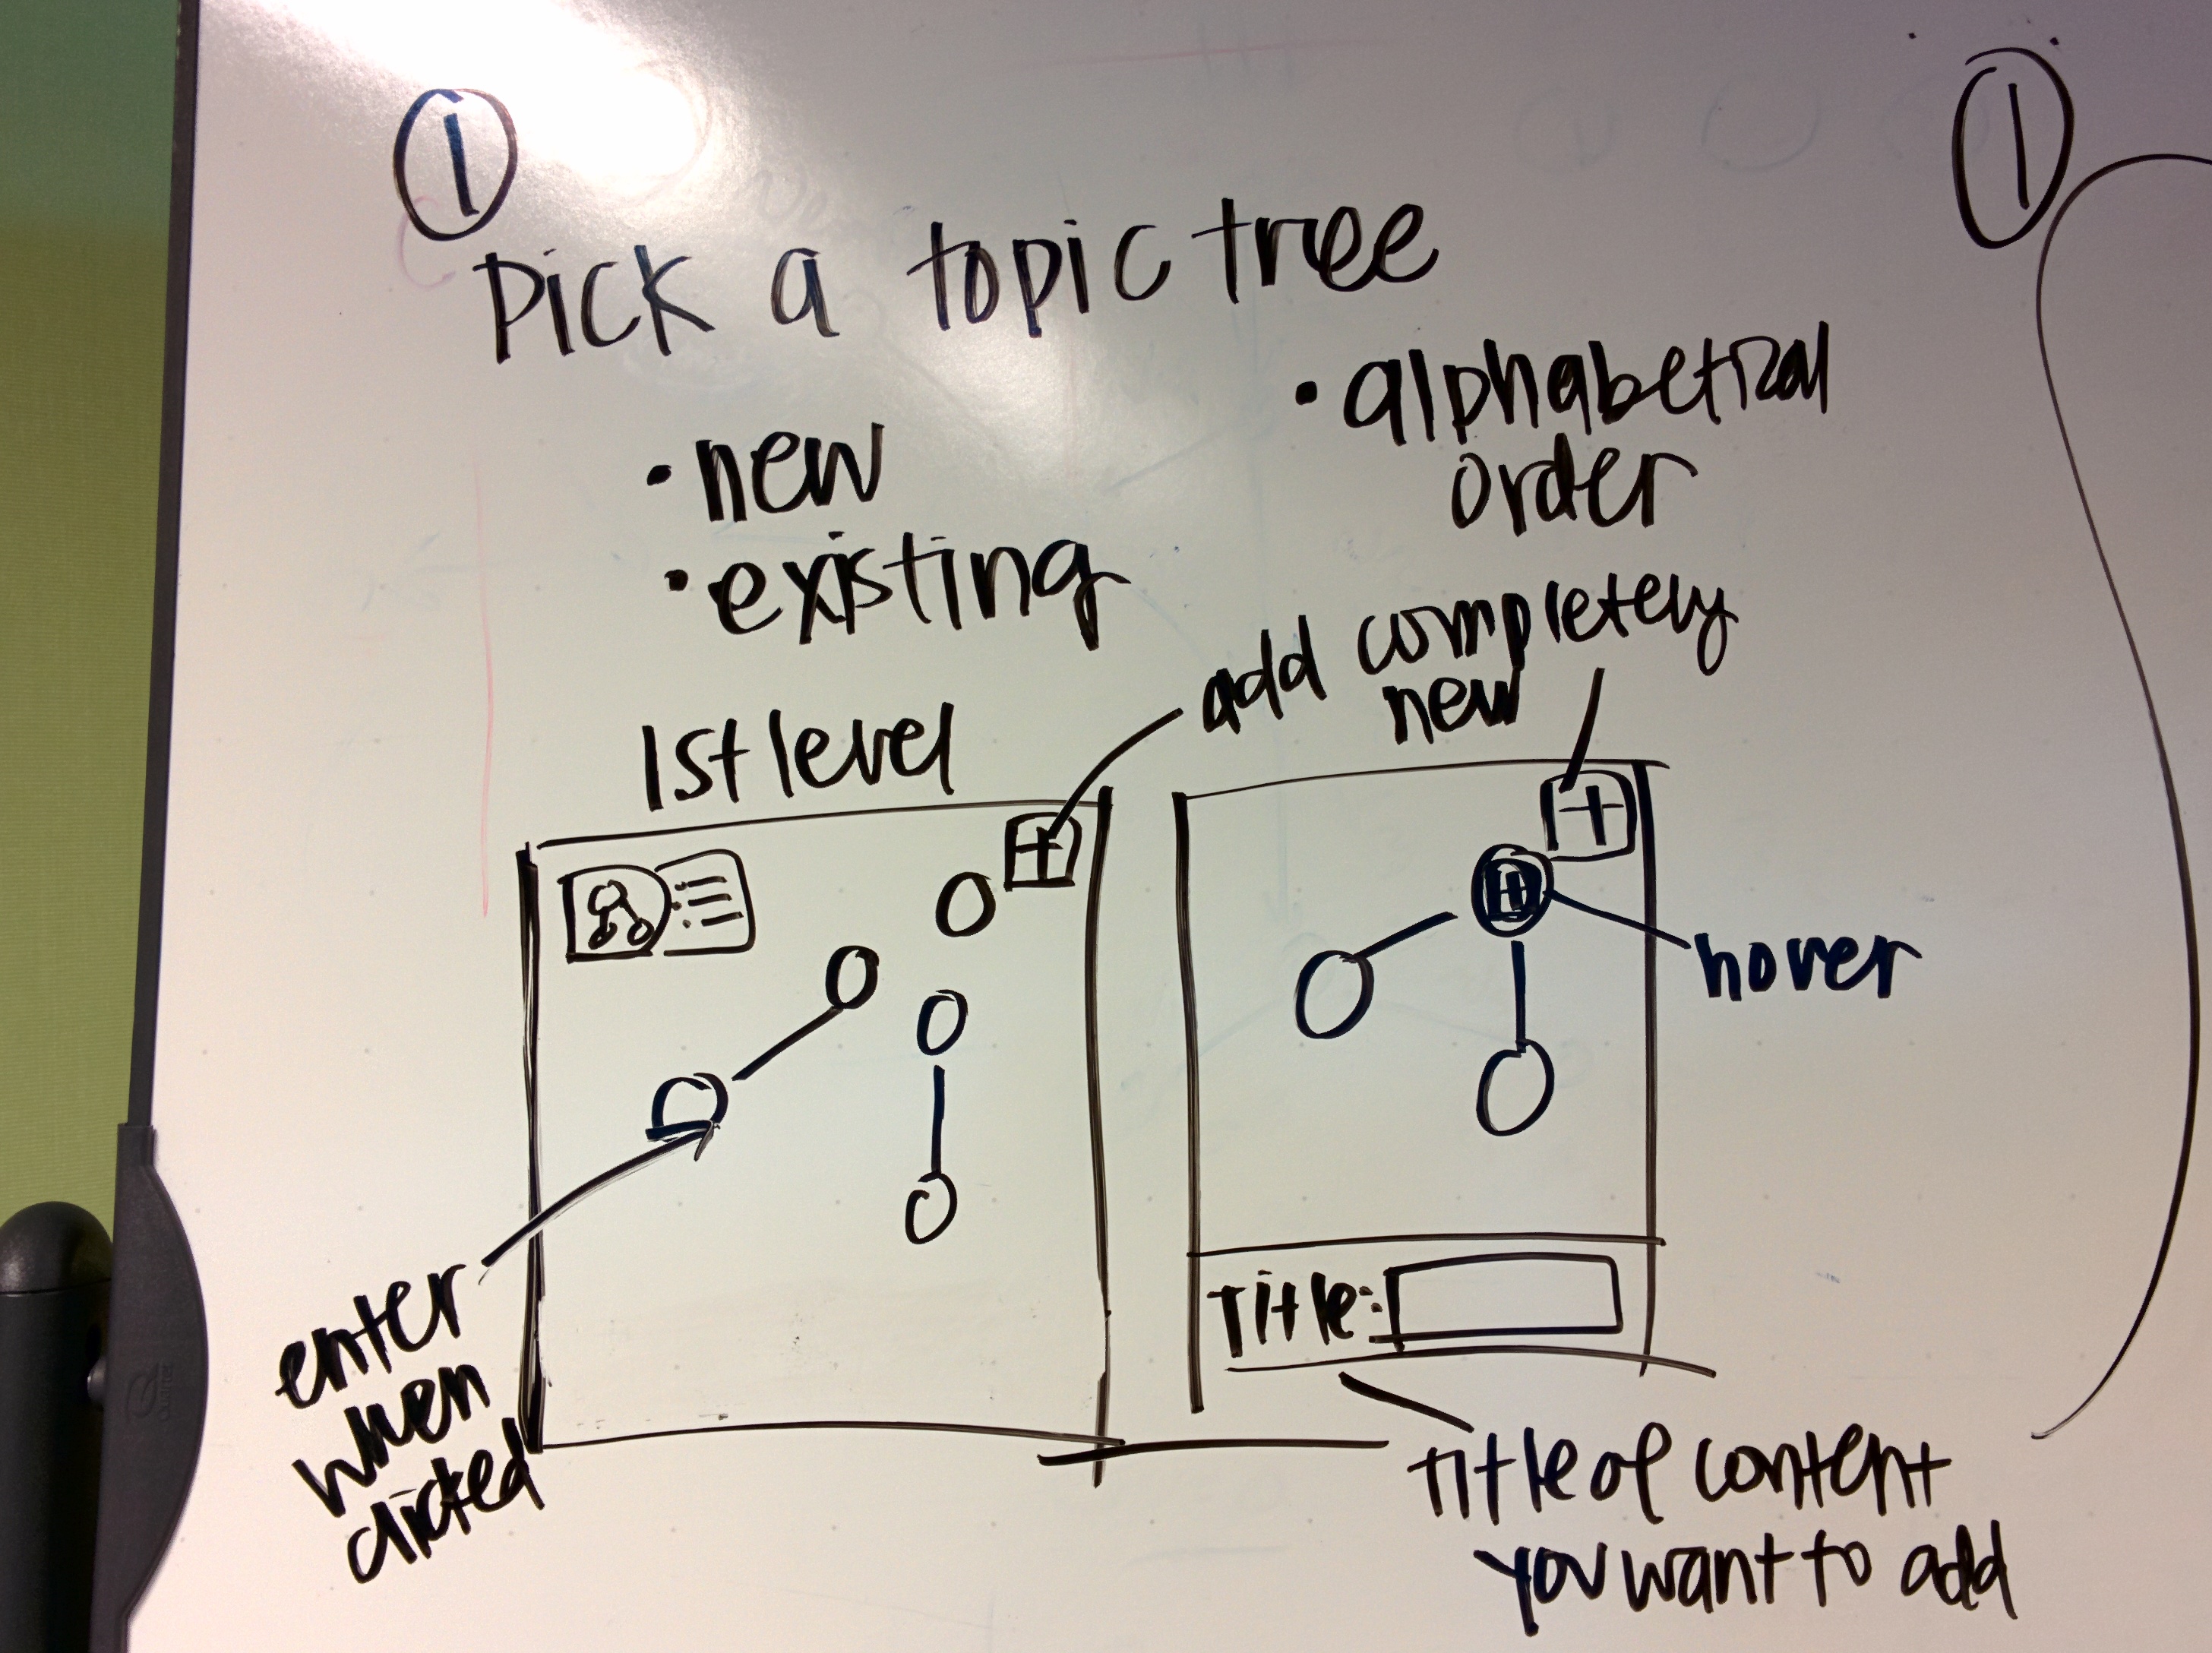 1
Pick a topic tree
• new
• existing
• alphabetical
order
1st level
add completely
new
+
+
+
hover
enter
when
clicked
Title:
Title of content
you want to add
1